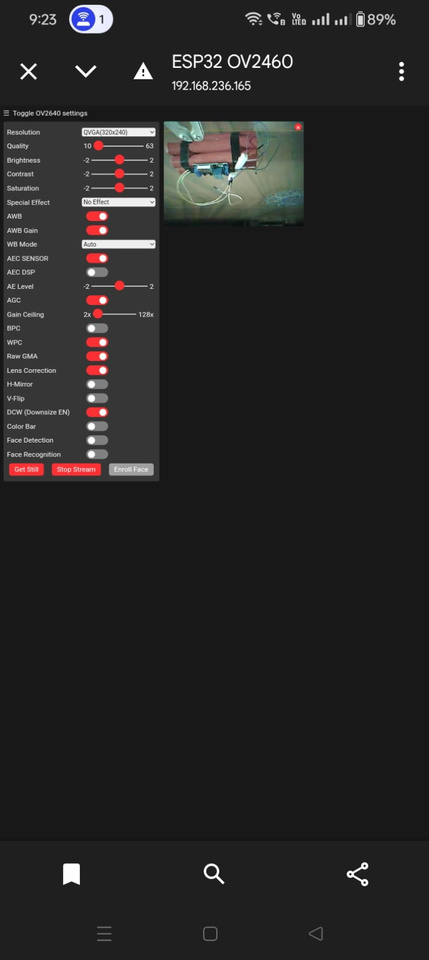 9:23
1
Vo
LTED
89%
ESP32 OV2460
192.168.236.165
☰ Toggle OV2640 settings
Resolution QVGA(320x240)
Quality 10 63
Brightness -2 2
Contrast -2 2
Saturation -2 2
Special Effect No Effect
AWB
AWB Gain
WB Mode Auto
AEC SENSOR
AEC DSP
AE Level -2 2
AGC
Gain Ceiling 2x 128x
BPC
WPC
Raw GMA
Lens Correction
H-Mirror
V-Flip
DCW (Downsize EN)
Color Bar
Face Detection
Face Recognition
Get Still Stop Stream Enroll Face